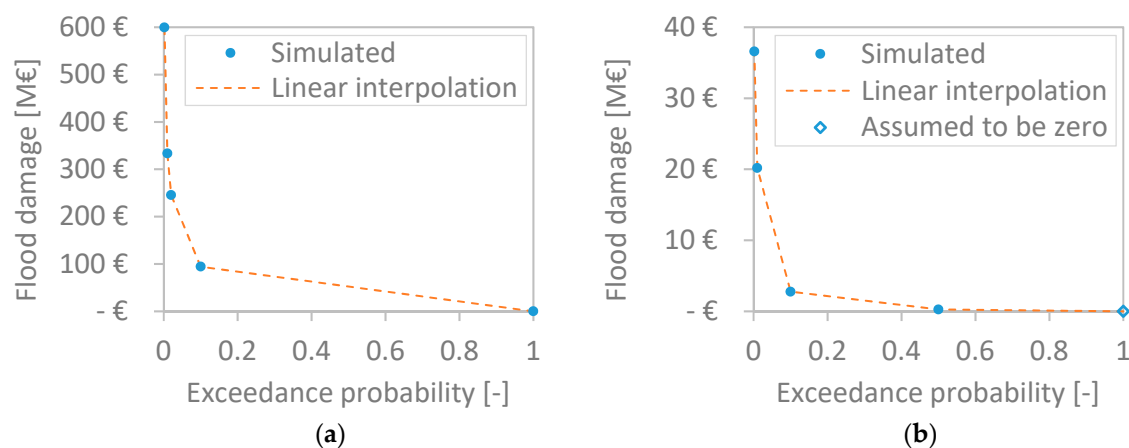 600 €
500 €
400 €
300 €
200 €
100 €
- €
Flood damage [M€]
Simulated
Linear interpolation
0
0.2
0.4
0.6
0.8
1
Exceedance probability [-]
(a)
40 €
30 €
20 €
10 €
- €
Flood damage [M€]
Simulated
Linear interpolation
Assumed to be zero
0
0.2
0.4
0.6
0.8
1
Exceedance probability [-]
(b)